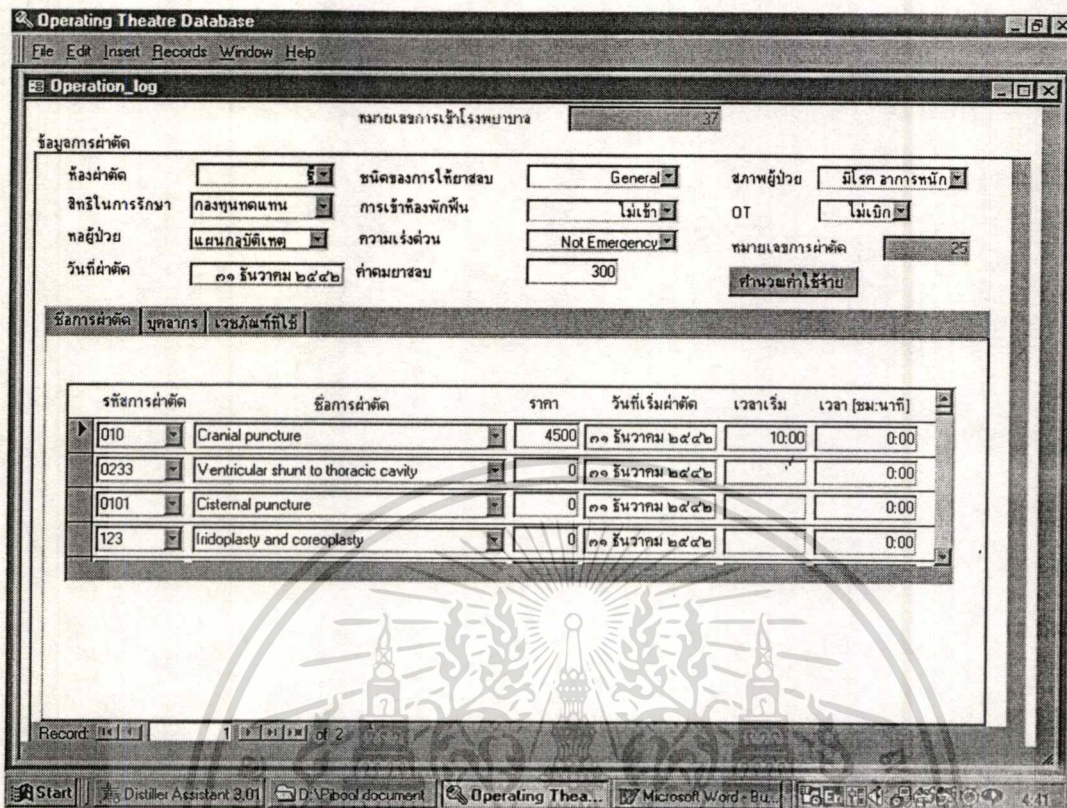 Operating Theatre Database
File Edit Insert Records Window Help
Operation_log
หมายเลขการเข้าโรงพยาบาล 37
ข้อมูลการผ่าตัด
ห้องผ่าตัด ชนิดของการให้ยาสลบ General สภาพผู้ป่วย มีโรค อาการหนัก
สิทธิในการรักษา กองทุนทดแทน การเข้าห้องพักฟื้น ไม่เข้า OT ไม่เบิก
หอผู้ป่วย แผนกอุบัติเหตุ ความเร่งด่วน Not Emergency หมายเลขการผ่าตัด 25
วันที่ผ่าตัด ๓๑ ธันวาคม ๒๕๔๒ ค่าดมยาสลบ 300 คำนวณค่าใช้จ่าย
ชื่อการผ่าตัด บุคลากร เวชภัณฑ์ที่ใช้
รหัสการผ่าตัด ชื่อการผ่าตัด ราคา วันที่เริ่มผ่าตัด เวลาเริ่ม เวลา [ชม:นาที]
010 Cranial puncture 4500 ๓๑ ธันวาคม ๒๕๔๒ 10:00 0:00
0233 Ventricular shunt to thoracic cavity 0 ๓๑ ธันวาคม ๒๕๔๒ 0:00
0101 Cisternal puncture 0 ๓๑ ธันวาคม ๒๕๔๒ 0:00
123 Iridoplasty and coreoplasty 0 ๓๑ ธันวาคม ๒๕๔๒ 0:00
Record: 1 of 2
Start Distiller Assistant 3.01 D:\Pibool document Operating Thea... Microsoft Word - Bu... 4:41